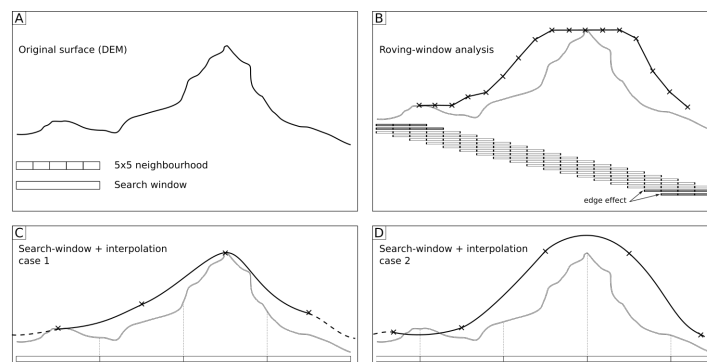 A
Original surface (DEM)
5x5 neighbourhood
Search window
B
Roving-window analysis
edge effect
C
Search-window + interpolation
case 1
D
Search-window + interpolation
case 2